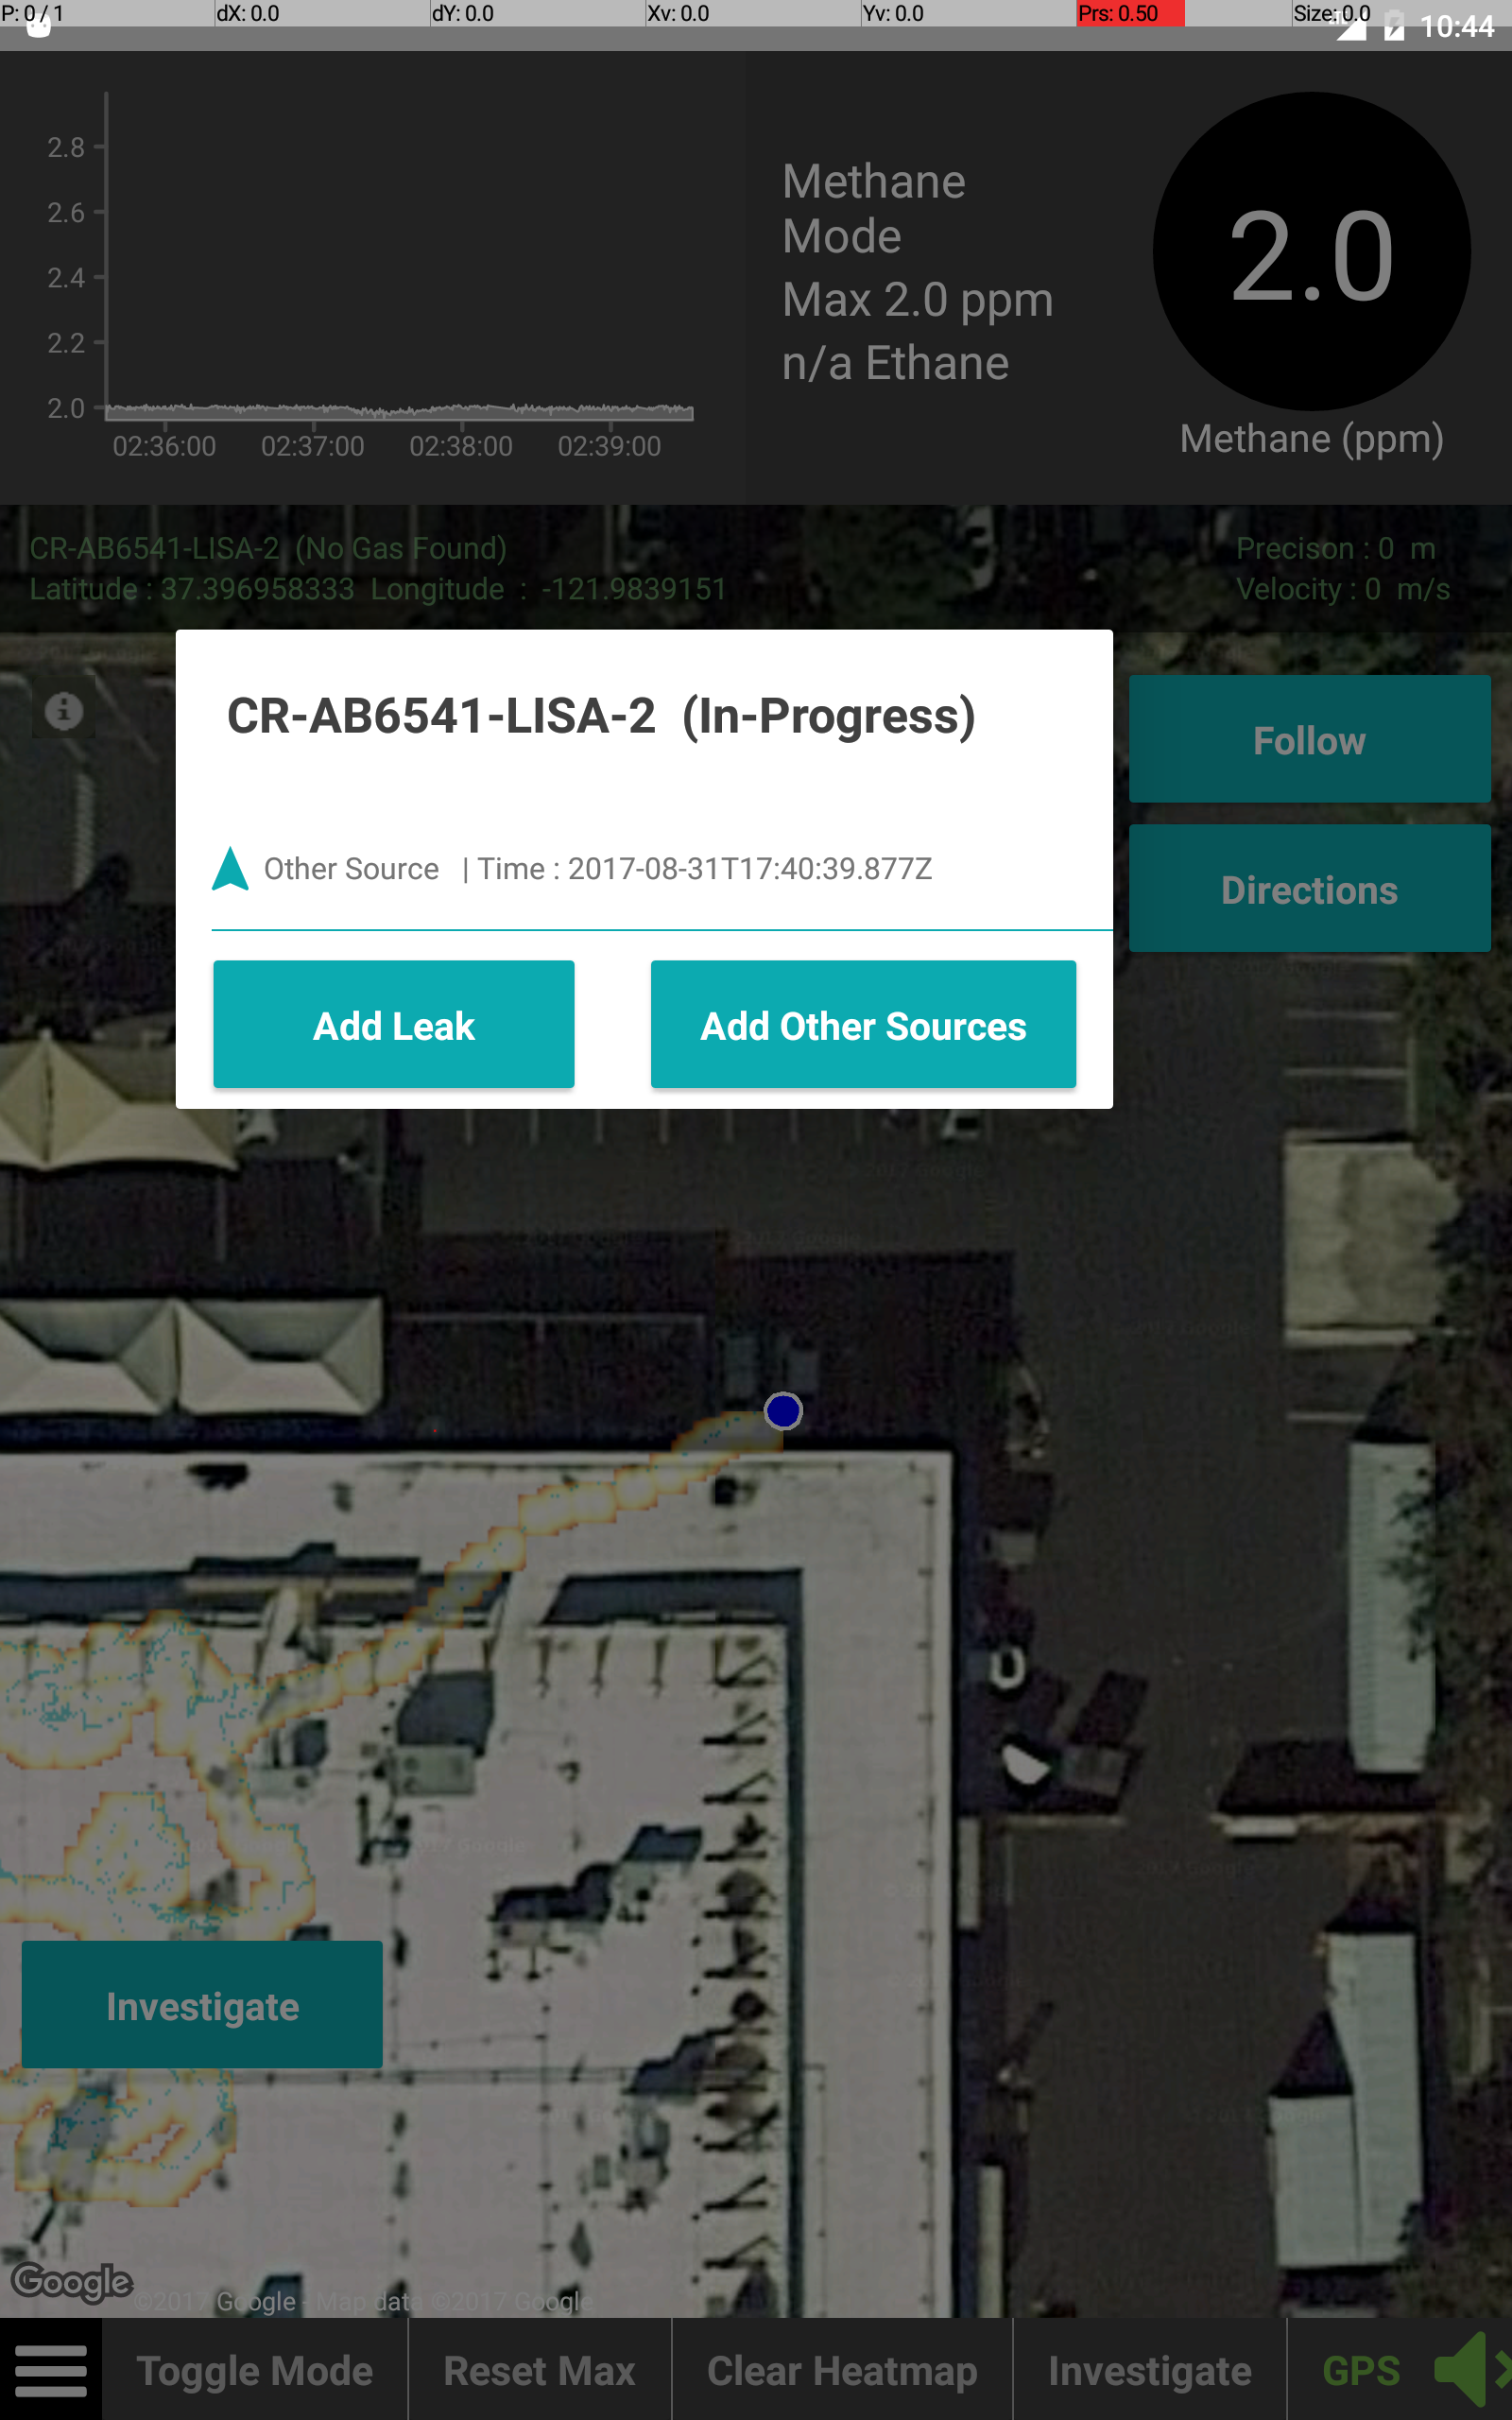 P: 0 / 1 dX: 0.0 dY: 0.0 Xv: 0.0 Yv: 0.0 Prs: 0.50 Size: 0.0
10:44
2.8
2.6
2.4
2.2
2.0
02:36:00 02:37:00 02:38:00 02:39:00
Methane
Mode
Max 2.0 ppm
n/a Ethane
2.0
Methane (ppm)
CR-AB6541-LISA-2 (No Gas Found)
Latitude : 37.396958333 Longitude : -121.9839151
Precison : 0 m
Velocity : 0 m/s
CR-AB6541-LISA-2 (In-Progress)
Other Source | Time : 2017-08-31T17:40:39.877Z
Add Leak
Add Other Sources
Follow
Directions
Investigate
Google
©2017 Google - Map data ©2017 Google
Toggle Mode
Reset Max
Clear Heatmap
Investigate
GPS